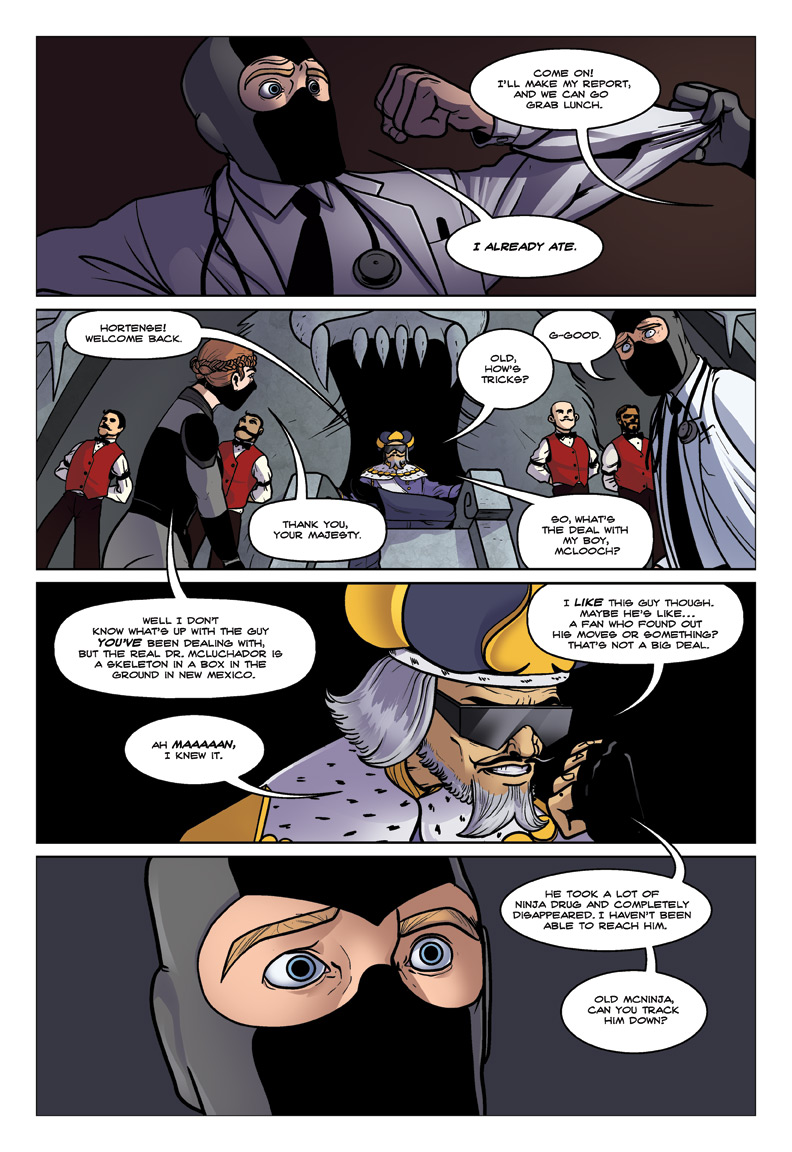 COME ON!
I'LL MAKE MY REPORT,
AND WE CAN GO
GRAB LUNCH.
I ALREADY ATE.
HORTENSE!
WELCOME BACK.
THANK YOU,
YOUR MAJESTY.
OLD,
HOW'S
TRICKS?
G-GOOD.
SO, WHAT'S
THE DEAL WITH
MY BOY,
MCLOOCH?
WELL I DON'T
KNOW WHAT'S UP WITH THE GUY
YOU'VE BEEN DEALING WITH,
BUT THE REAL DR. MCLUCHADOR IS
A SKELETON IN A BOX IN THE
GROUND IN NEW MEXICO.
AH MAAAAAN,
I KNEW IT.
I LIKE THIS GUY THOUGH.
MAYBE HE'S LIKE...
A FAN WHO FOUND OUT
HIS MOVES OR SOMETHING?
THAT'S NOT A BIG DEAL.
HE TOOK A LOT OF
NINJA DRUG AND COMPLETELY
DISAPPEARED. I HAVEN'T BEEN
ABLE TO REACH HIM.
OLD MCNINJA,
CAN YOU TRACK
HIM DOWN?